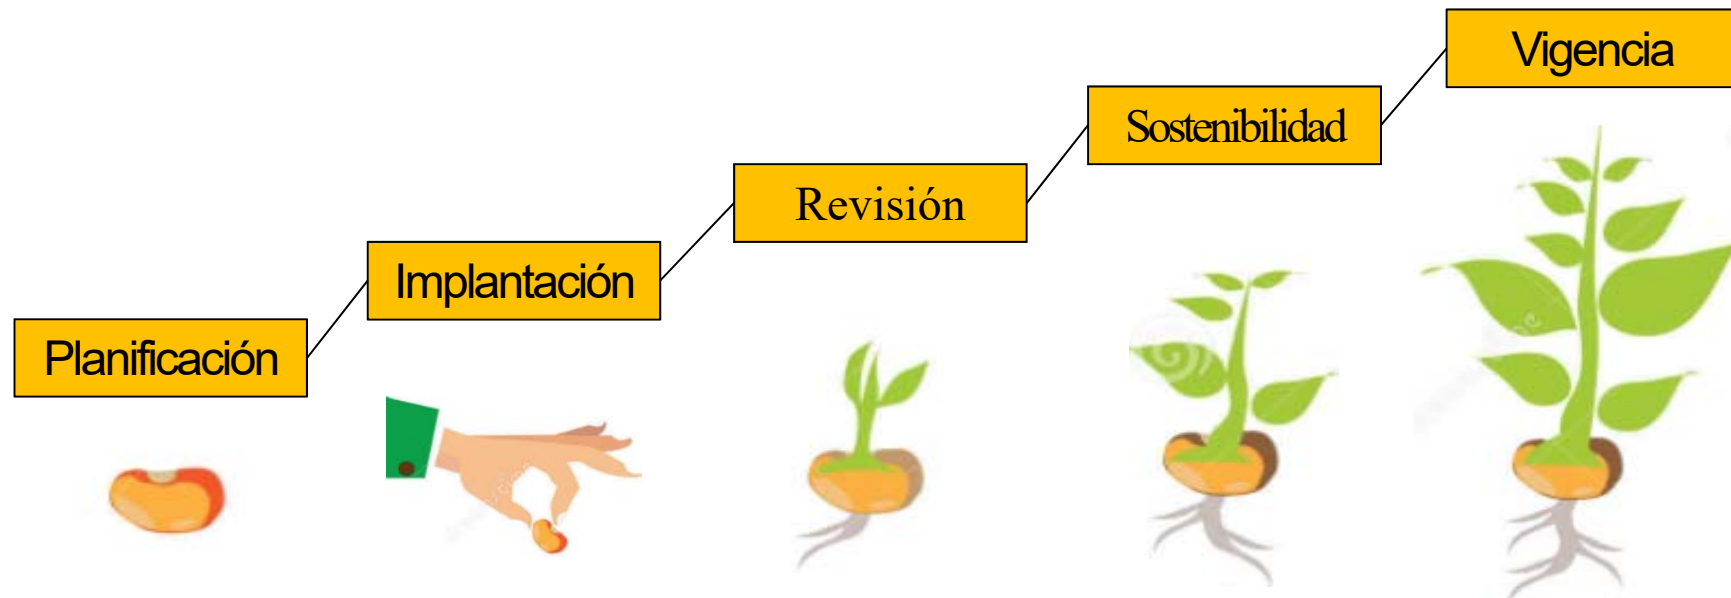 Vigencia
Sostenibilidad
Revisión
Implantación
Planificación